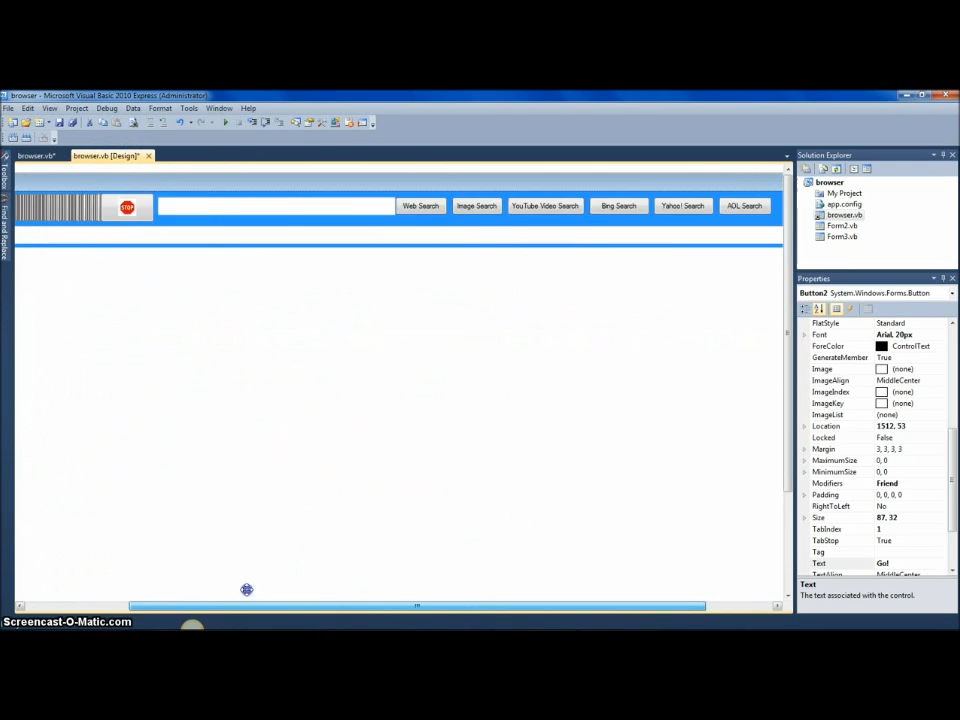 browser - Microsoft Visual Basic 2010 Express (Administrator)
File Edit View Project Debug Data Format Tools Window Help
browser.vb* browser.vb [Design]*
Toolbox
Find and Replace
STOP
Web Search Image Search YouTube Video Search Bing Search Yahoo! Search AOL Search
Solution Explorer
browser
My Project
app.config
browser.vb
Form2.vb
Form3.vb
Properties
Button2 System.Windows.Forms.Button
FlatStyle Standard
Font Arial, 20px
ForeColor ControlText
GenerateMember True
Image (none)
ImageAlign MiddleCenter
ImageIndex (none)
ImageKey (none)
ImageList (none)
Location 1512, 53
Locked False
Margin 3, 3, 3, 3
MaximumSize 0, 0
MinimumSize 0, 0
Modifiers Friend
Padding 0, 0, 0, 0
RightToLeft No
Size 87, 32
TabIndex 1
TabStop True
Tag
Text Go!
TextAlign MiddleCenter
Text
The text associated with the control.
Screencast-O-Matic.com